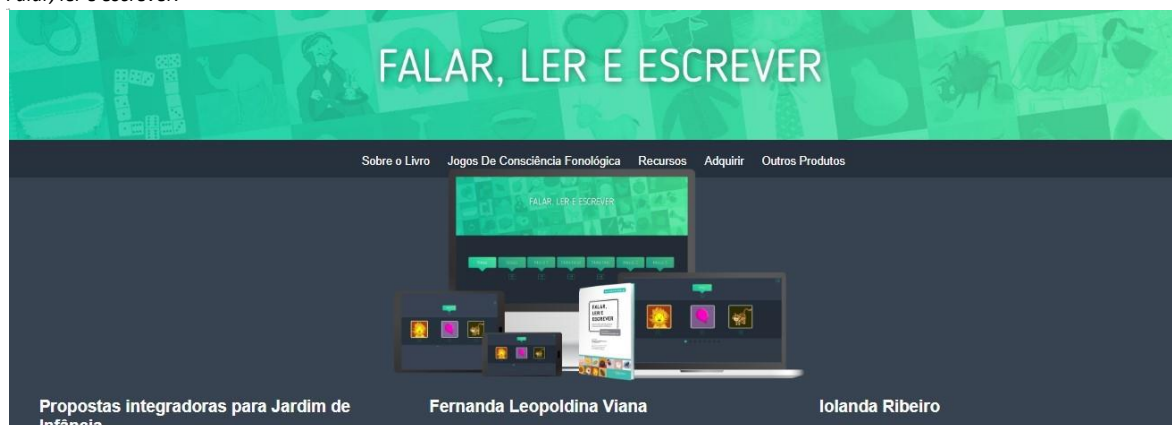 Falar, ler e escrever.
FALAR, LER E ESCREVER
Sobre o Livro Jogos De Consciência Fonológica Recursos Adquirir Outros Produtos
FALAR, LER E ESCREVER
FALAR,
LER E
ESCREVER
Propostas integradoras para Jardim de
Infância
Fernanda Leopoldina Viana
Iolanda Ribeiro